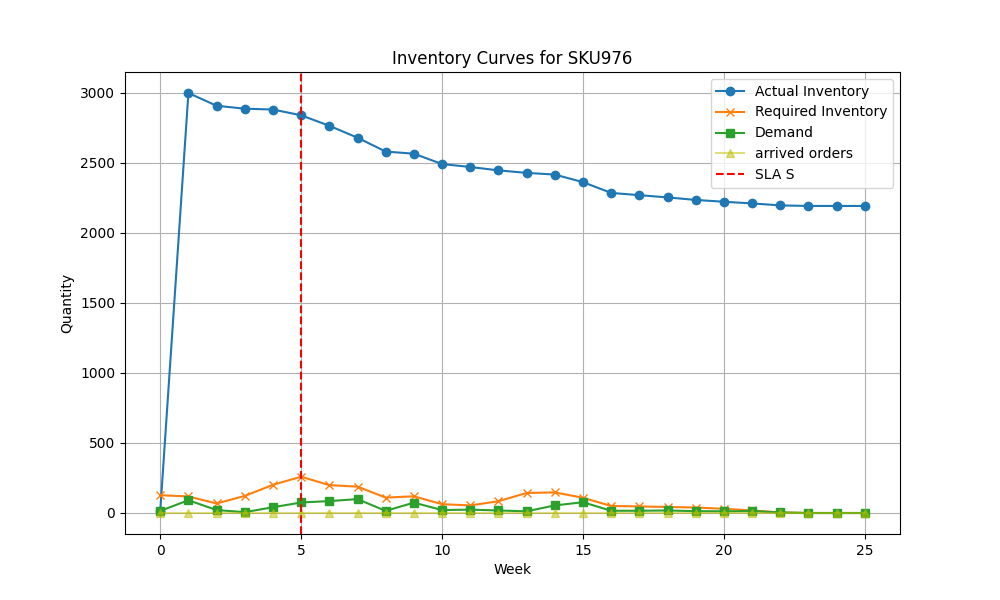 Inventory Curves for SKU976
3000
2500
2000
1500
1000
500
0
Quantity
Actual Inventory
Required Inventory
Demand
arrived orders
SLA S
0 5 10 15 20 25
Week